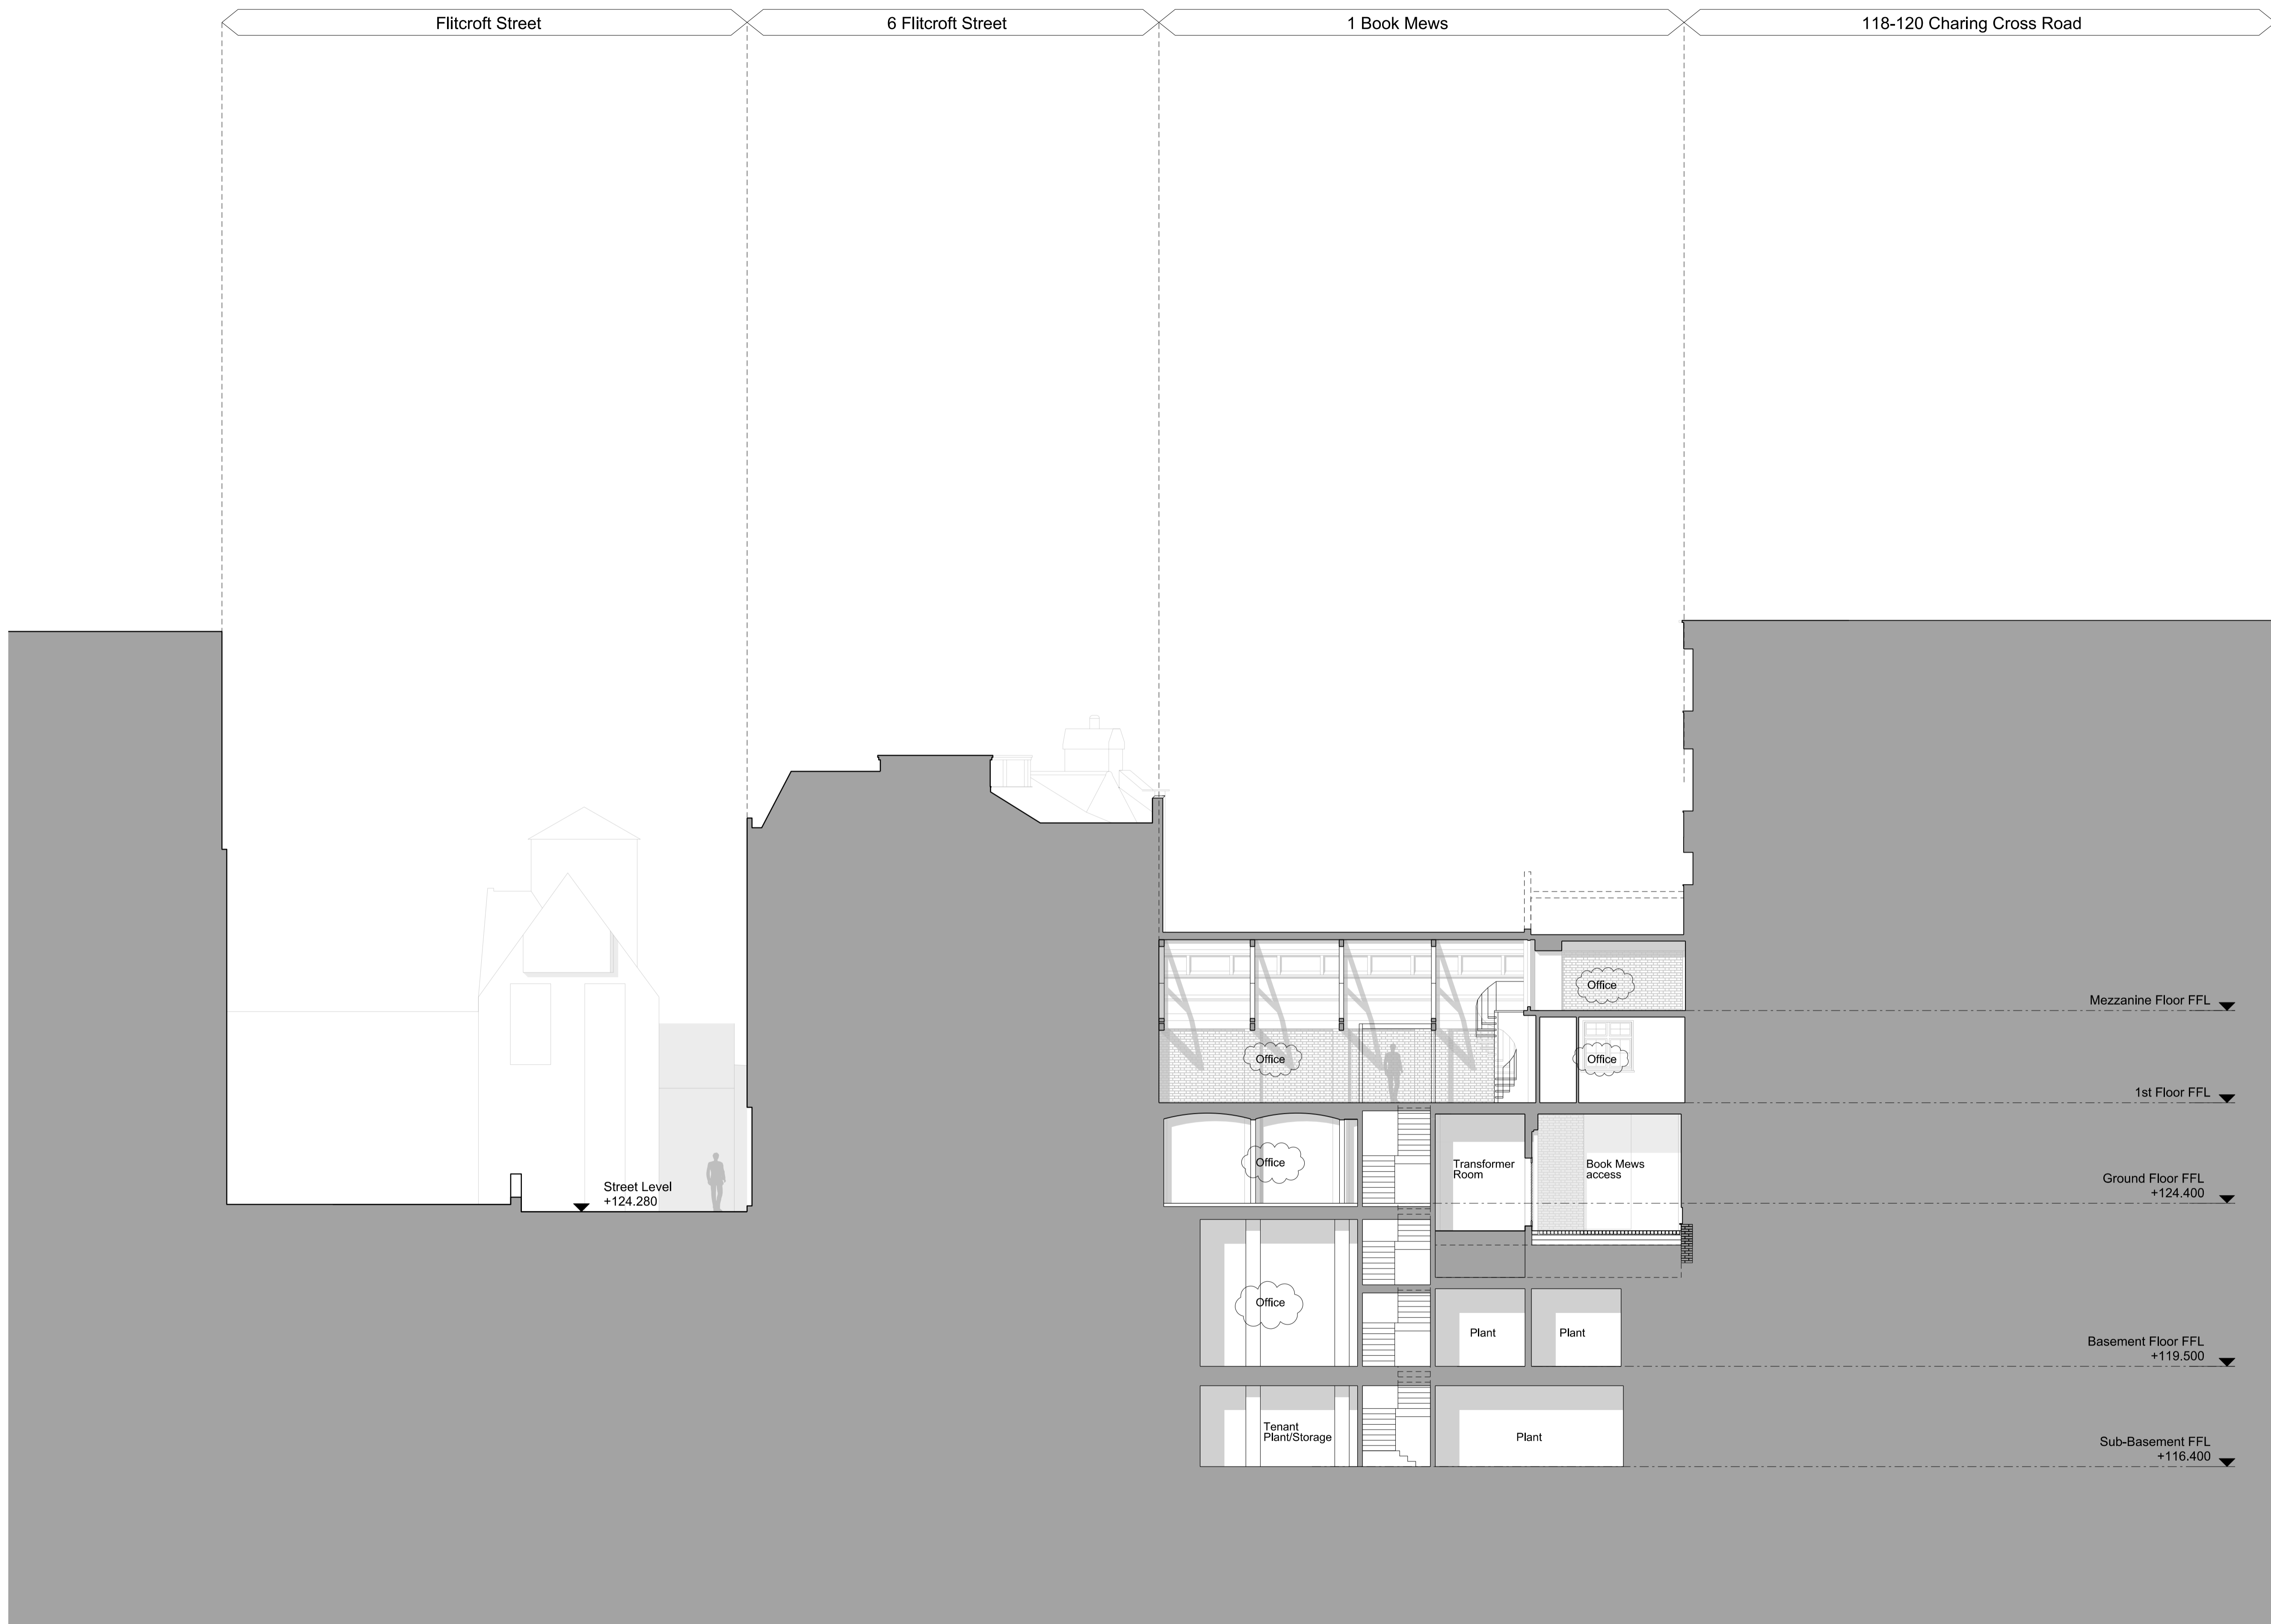 Flitcroft Street
6 Flitcroft Street
1 Book Mews
118-120 Charing Cross Road
Office
Mezzanine Floor FFL
Office
Office
1st Floor FFL
Office
Transformer
Room
Book Mews
access
Street Level
+124.280
Ground Floor FFL
+124.400
Office
Plant
Plant
Basement Floor FFL
+119.500
Tenant
Plant/Storage
Plant
Sub-Basement FFL
+116.400